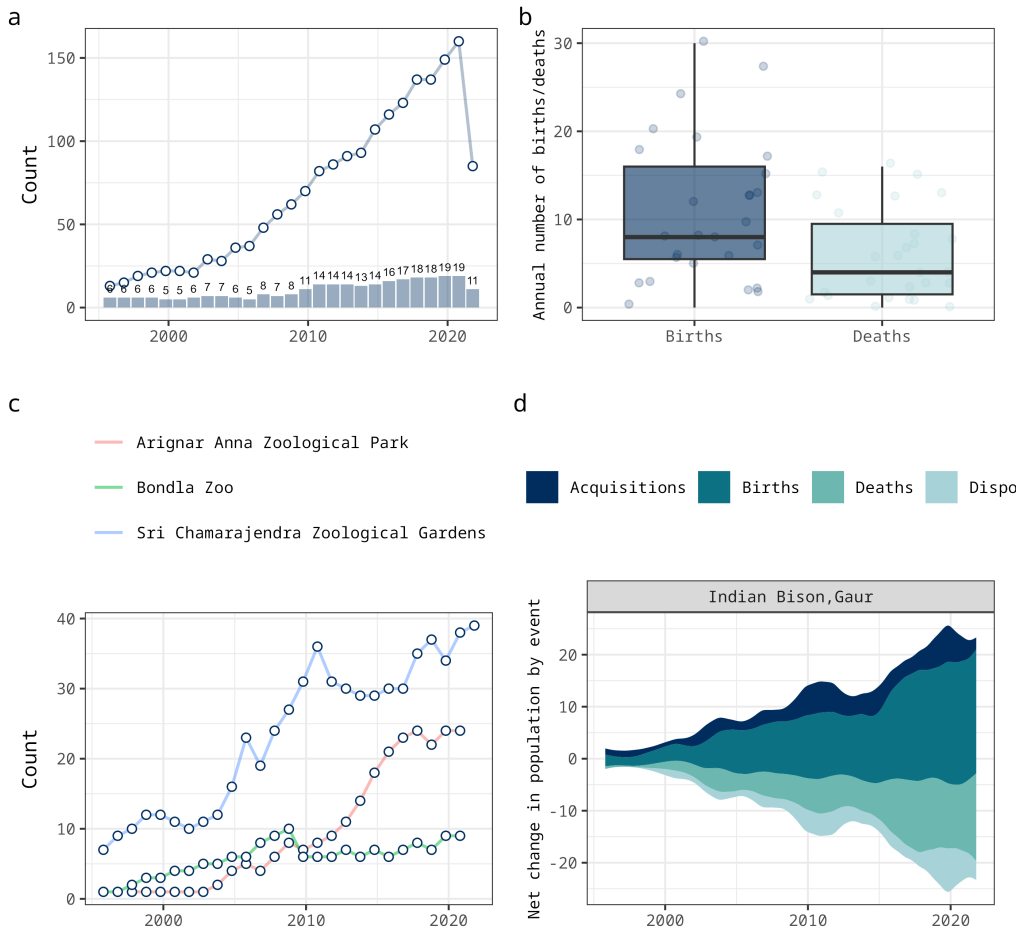 a
Count
150
100
50
0
6 6 6 6 5 5 6 7 7 6 5 8 7 8 11 14 14 14 13 14 16 17 18 18 19 19 11
2000 2010 2020
b
Annual number of births/deaths
30
20
10
0
Births Deaths
c
Arignar Anna Zoological Park
Bondla Zoo
Sri Chamarajendra Zoological Gardens
Count
40
30
20
10
0
2000 2010 2020
d
Acquisitions Births Deaths Dispo
Indian Bison,Gaur
Net change in population by event
20
10
0
-10
-20
2000 2010 2020